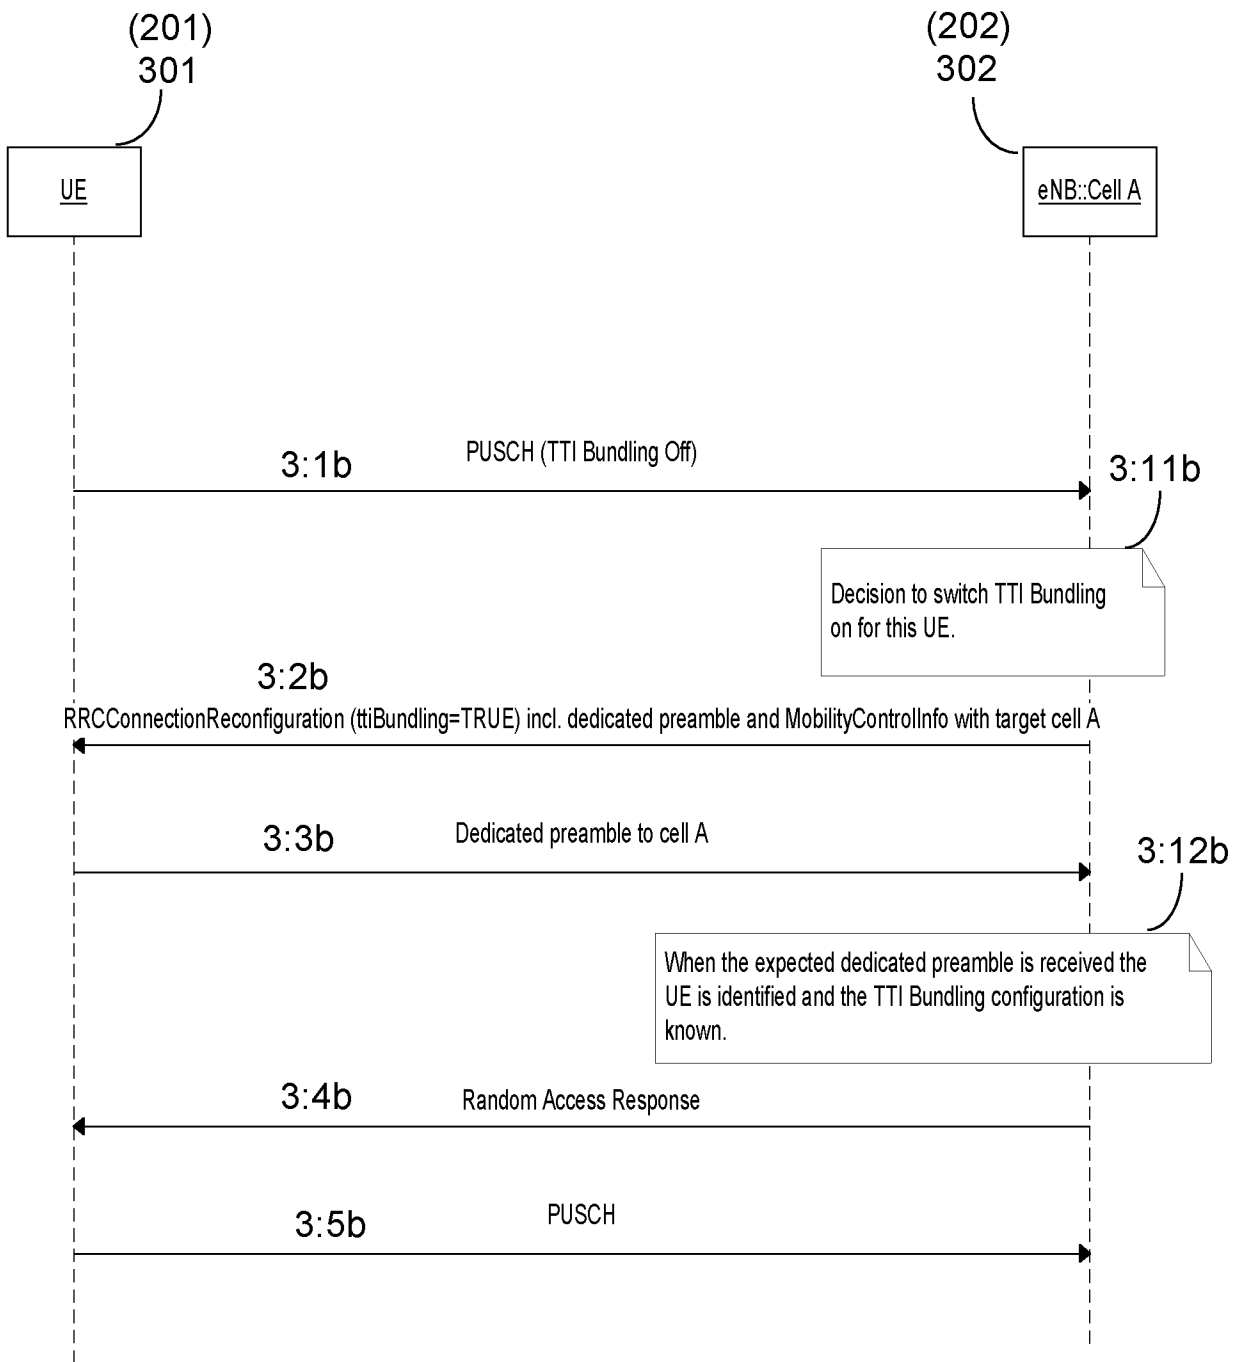 (201)
301
(202)
302
UE
eNB::Cell A
3:1b
PUSCH (TTI Bundling Off)
3:11b
Decision to switch TTI Bundling
on for this UE.
3:2b
RRCConnectionReconfiguration (ttiBundling=TRUE) incl. dedicated preamble and MobilityControlInfo with target cell A
3:3b
Dedicated preamble to cell A
3:12b
When the expected dedicated preamble is received the
UE is identified and the TTI Bundling configuration is
known.
3:4b
Random Access Response
3:5b
PUSCH